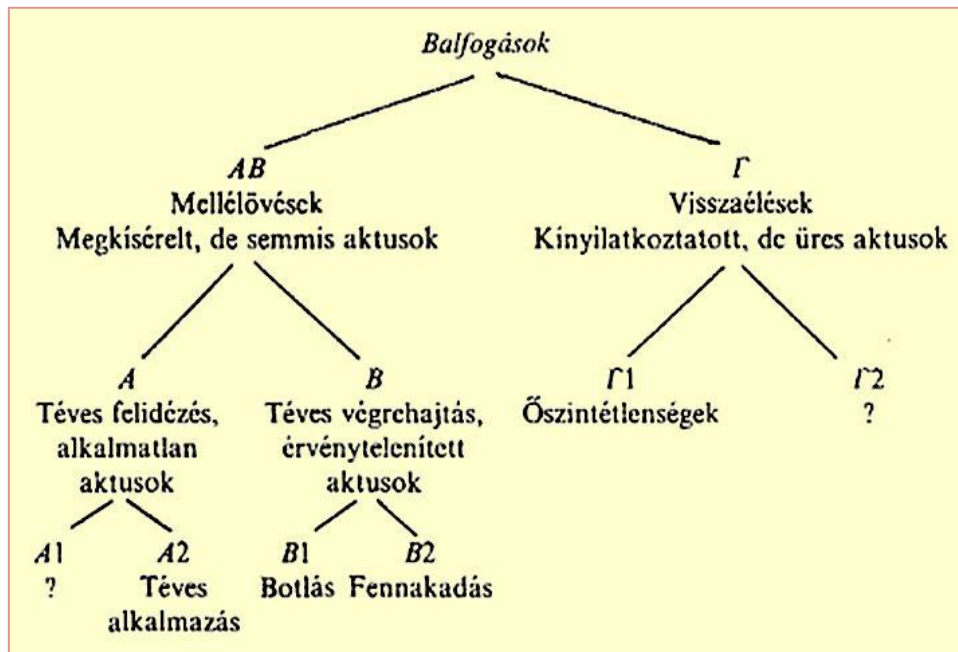 Balfogások
AB
Γ
Mellélövések
Visszaélések
Megkísérelt, de semmis aktusok
Kinyilatkoztatott, de üres aktusok
A
B
Γ1
Γ2
Téves felidézés,
alkalmatlan
aktusok
Téves végrehajtás,
érvénytelenített
aktusok
Őszintétlenségek
?
A1
?
A2
Téves
alkalmazás
B1
Botlás
B2
Fennakadás